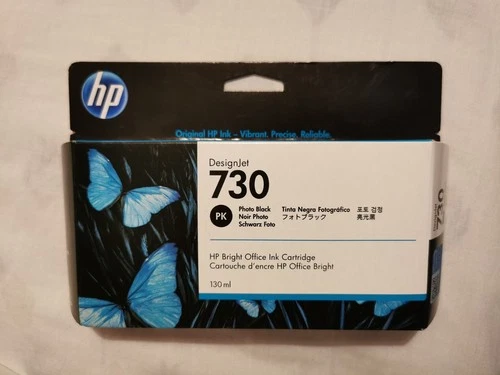 hp
Original HP Ink – Vibrant. Precise. Reliable.
DesignJet
730
PK
Photo Black
Noir Photo
Schwarz Foto
Tinta Negra Fotográfico
フォトブラック
포토 검정
亮光黑
HP Bright Office Ink Cartridge
Cartouche d'encre HP Office Bright
130 ml
730